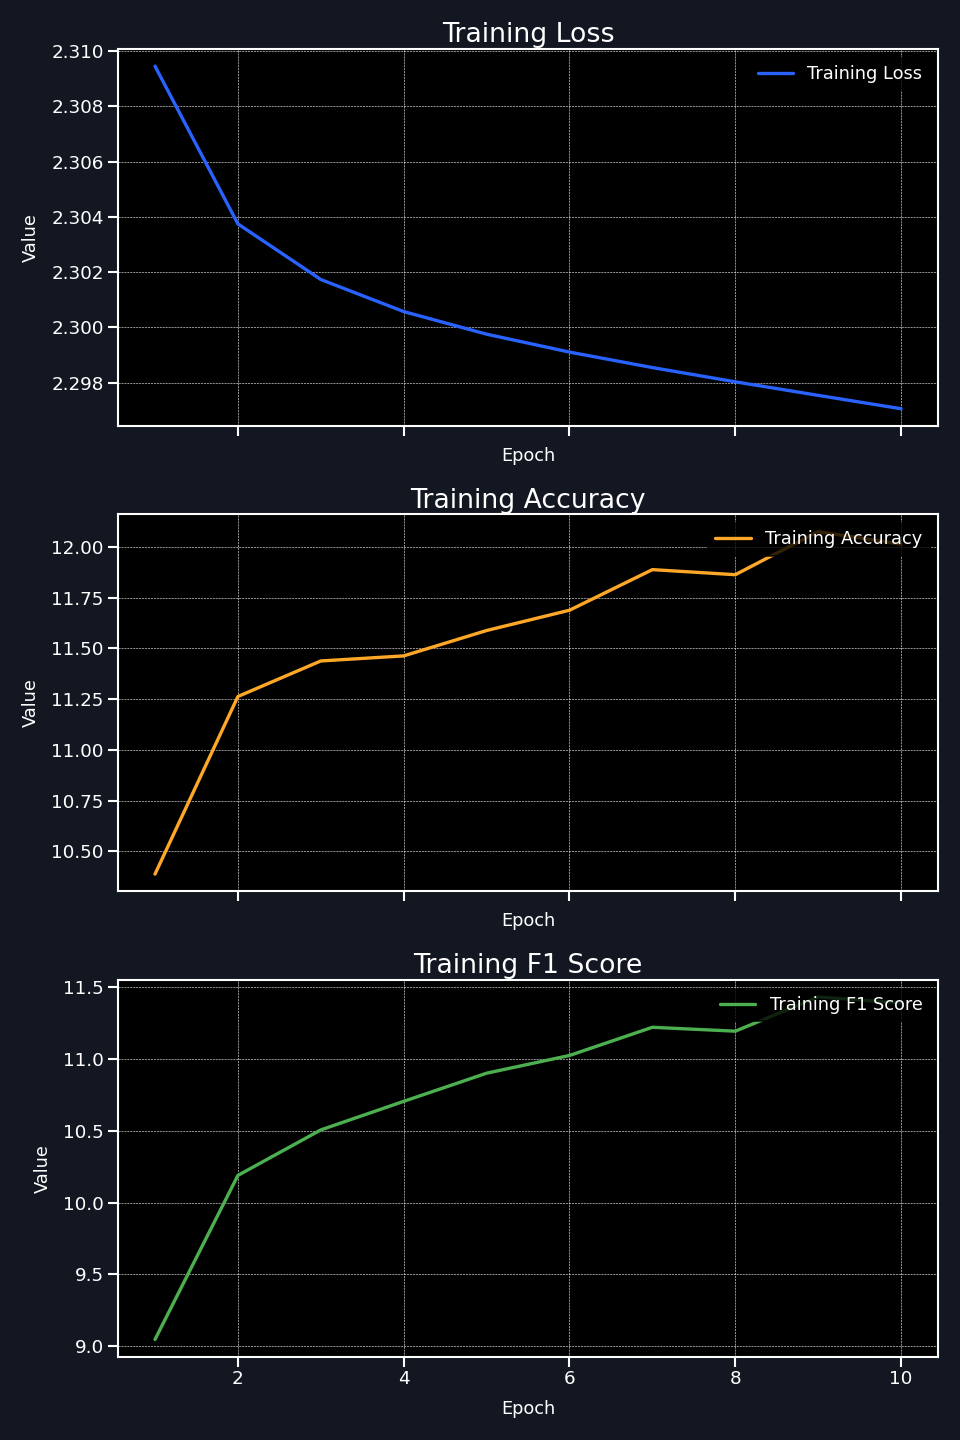 Training Loss
2.310
Training Loss
2.308
2.306
2.304
Value
2.302
2.300
2.298
Epoch
Training Accuracy
Training Accuracy
12.00
11.75
11.50
Value
11.25
11.00
10.75
10.50
Epoch
Training F1 Score
11.5
Training F1 Score
11.0
10.5
Value
10.0
9.5
9.0
2 4 6 8 10
Epoch